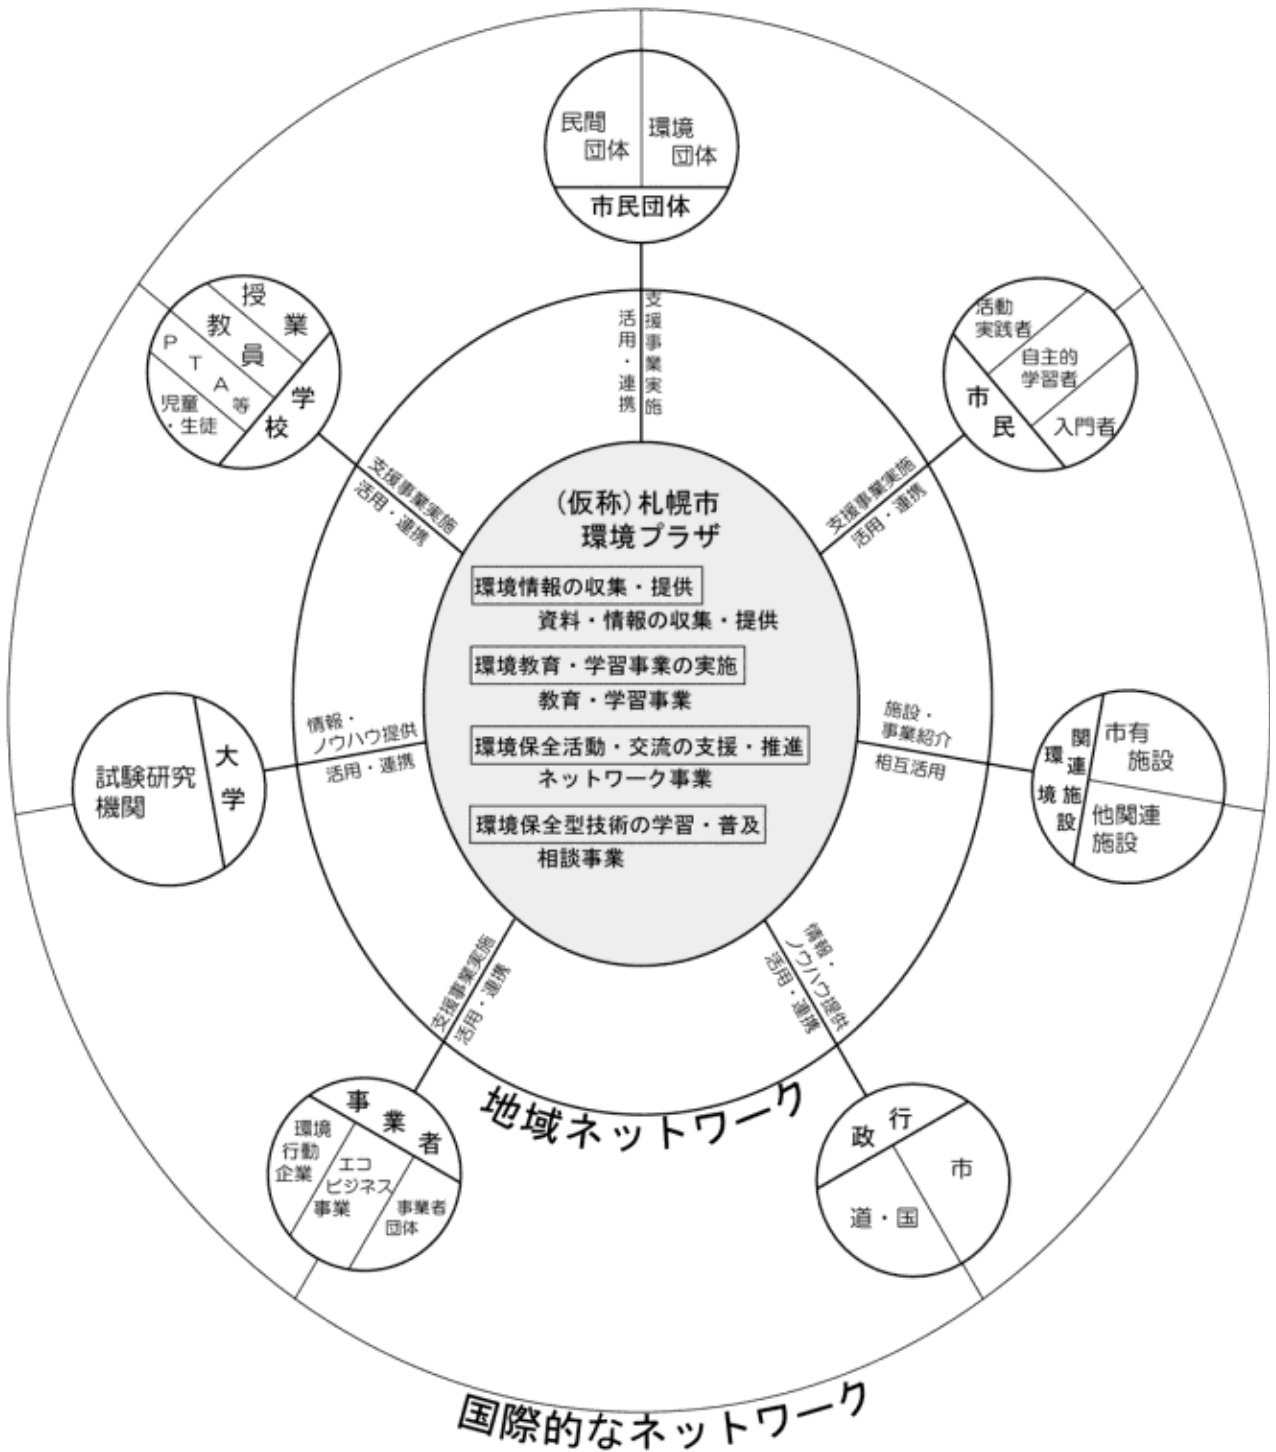 民間
団体
環境
団体
市民団体
支援事業実施
活用・連携
授業
教員
PTA等
児童
・生徒
学校
支援事業実施
活用・連携
活動
実践者
自主的
学習者
入門者
市民
支援事業実施
活用・連携
(仮称)札幌市
環境プラザ
環境情報の収集・提供
資料・情報の収集・提供
環境教育・学習事業の実施
教育・学習事業
環境保全活動・交流の支援・推進
ネットワーク事業
環境保全型技術の学習・普及
相談事業
試験研究
機関
大学
情報・
ノウハウ提供
活用・連携
施設・
事業紹介
相互活用
環境
関連施設
市有
施設
他関連
施設
支援事業実施
活用・連携
事業者
環境
行動
企業
エコ
ビジネス
事業
事業者
団体
情報・
ノウハウ提供
活用・連携
行政
市
道・国
地域ネットワーク
国際的なネットワーク